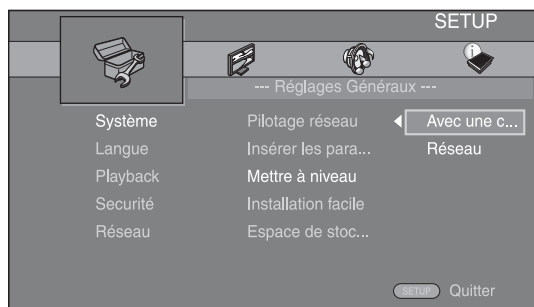 SETUP
--- Réglages Généraux ---
Système
Pilotage réseau
Avec une c...
Langue
Insérer les para...
Réseau
Playback
Mettre à niveau
Securité
Installation facile
Réseau
Espace de stoc...
SETUP Quitter